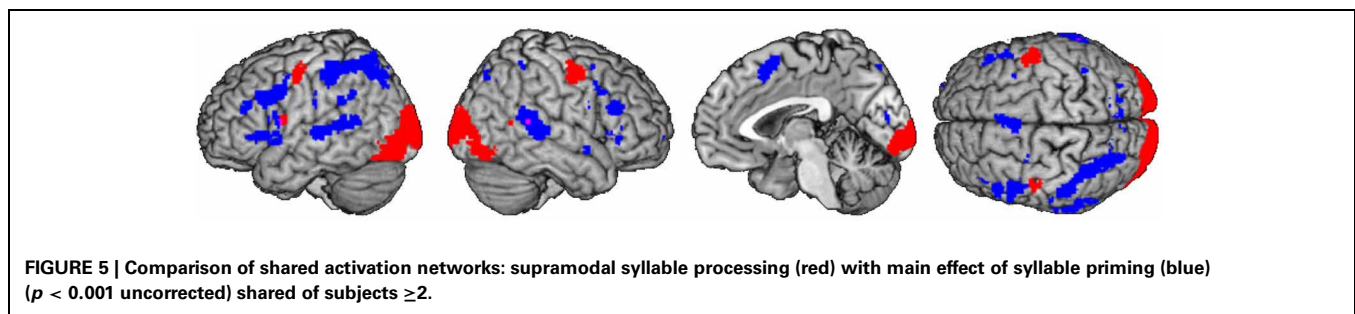 FIGURE 5 | Comparison of shared activation networks: supramodal syllable processing (red) with main effect of syllable priming (blue)
(p < 0.001 uncorrected) shared of subjects ≥2.